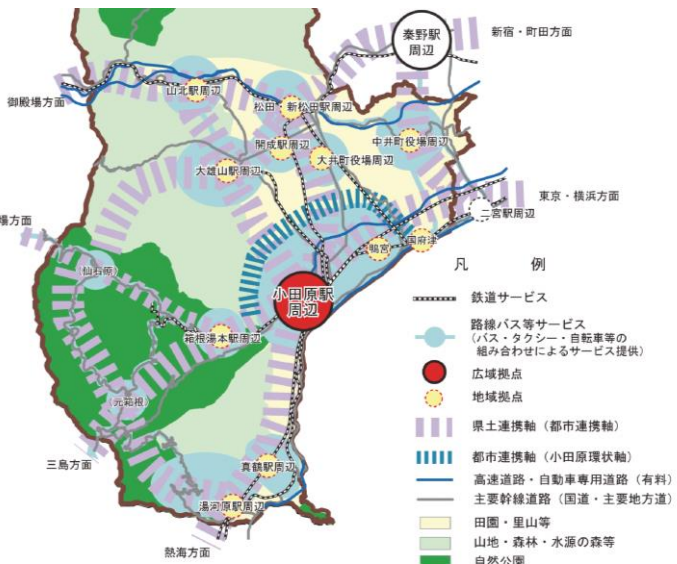 秦野駅
周辺
新宿・町田方面
御殿場方面
山北駅周辺
松田・新松田駅周辺
開成駅周辺
大井町役場周辺
中井町役場周辺
大雄山駅周辺
東京・横浜方面
二宮駅周辺
場方面
(仙石原)
鴨宮
国府津
小田原駅
周辺
箱根湯本駅周辺
(元箱根)
三島方面
真鶴駅周辺
湯河原駅周辺
熱海方面
凡 例
鉄道サービス
路線バス等サービス
(バス・タクシー・自転車等の
組み合わせによるサービス提供)
広域拠点
地域拠点
県土連携軸(都市連携軸)
都市連携軸(小田原環状軸)
高速道路・自動車専用道路(有料)
主要幹線道路(国道・主要地方道)
田園・里山等
山地・森林・水源の森等
自然公園